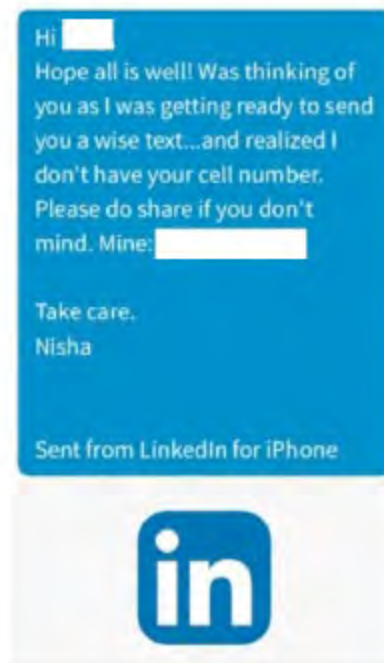 Hi
Hope all is well! Was thinking of
you as I was getting ready to send
you a wise text...and realized I
don't have your cell number.
Please do share if you don't
mind. Mine:
Take care.
Nisha
Sent from LinkedIn for iPhone
in